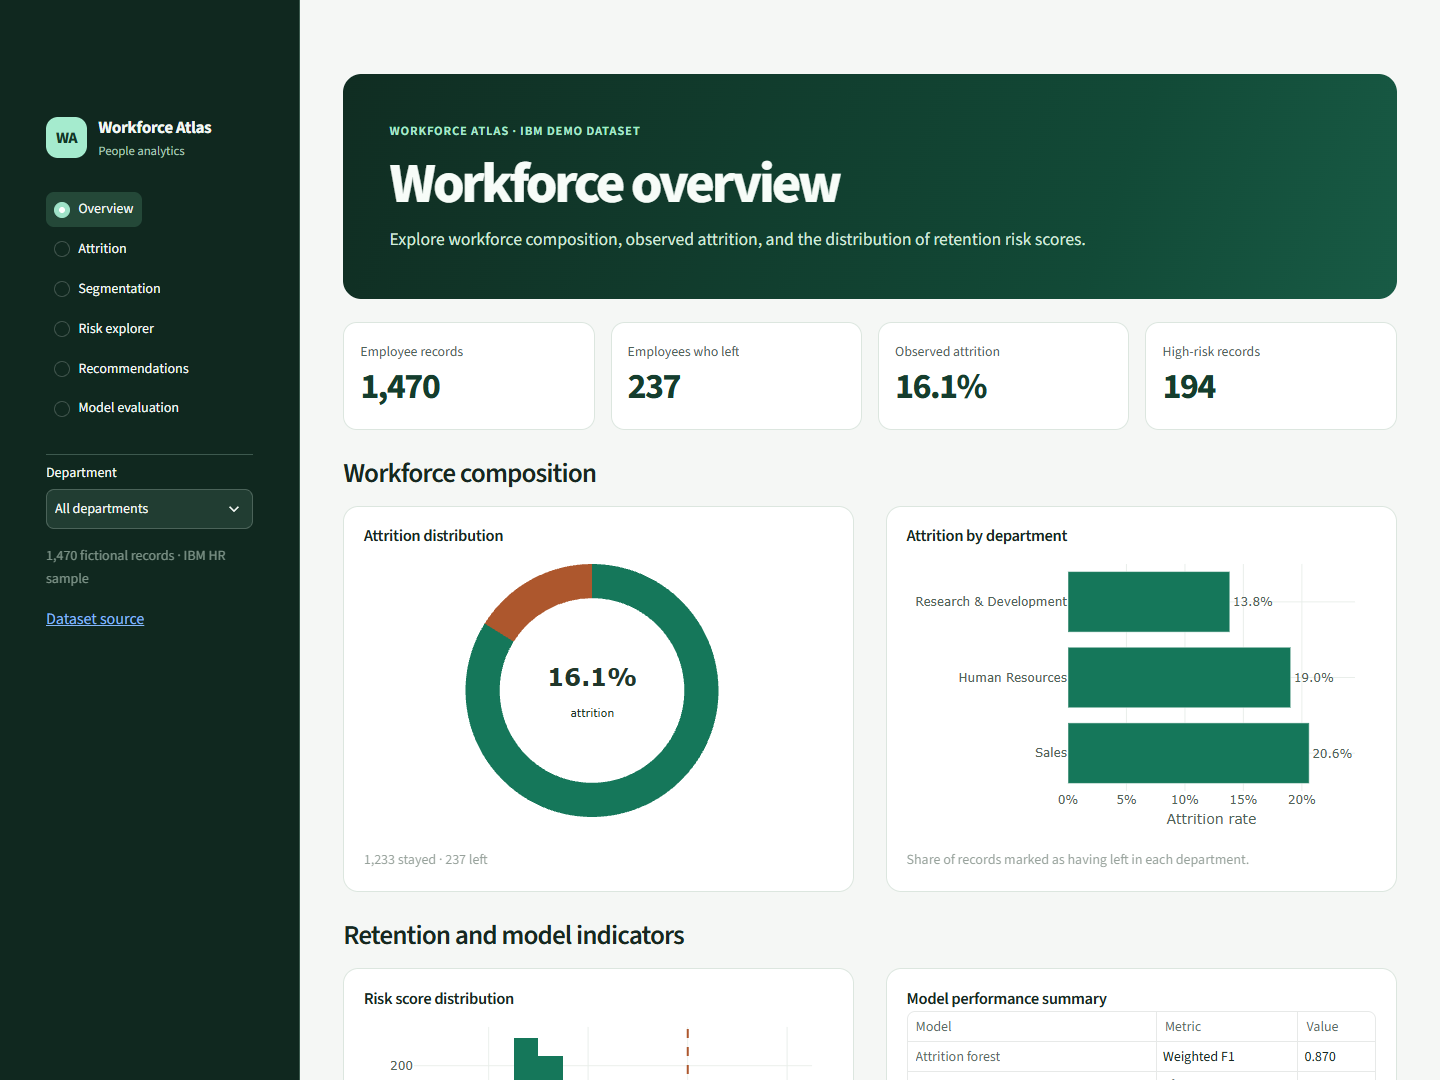 WA
Workforce Atlas
People analytics
Overview
Attrition
Segmentation
Risk explorer
Recommendations
Model evaluation
Department
All departments
1,470 fictional records · IBM HR
sample
Dataset source
WORKFORCE ATLAS · IBM DEMO DATASET
Workforce overview
Explore workforce composition, observed attrition, and the distribution of retention risk scores.
Employee records
1,470
Employees who left
237
Observed attrition
16.1%
High-risk records
194
Workforce composition
Attrition distribution
16.1%
attrition
1,233 stayed · 237 left
Attrition by department
Research & Development 13.8%
Human Resources 19.0%
Sales 20.6%
0% 5% 10% 15% 20%
Attrition rate
Share of records marked as having left in each department.
Retention and model indicators
Risk score distribution
200
Model performance summary
Model Metric Value
Attrition forest Weighted F1 0.870